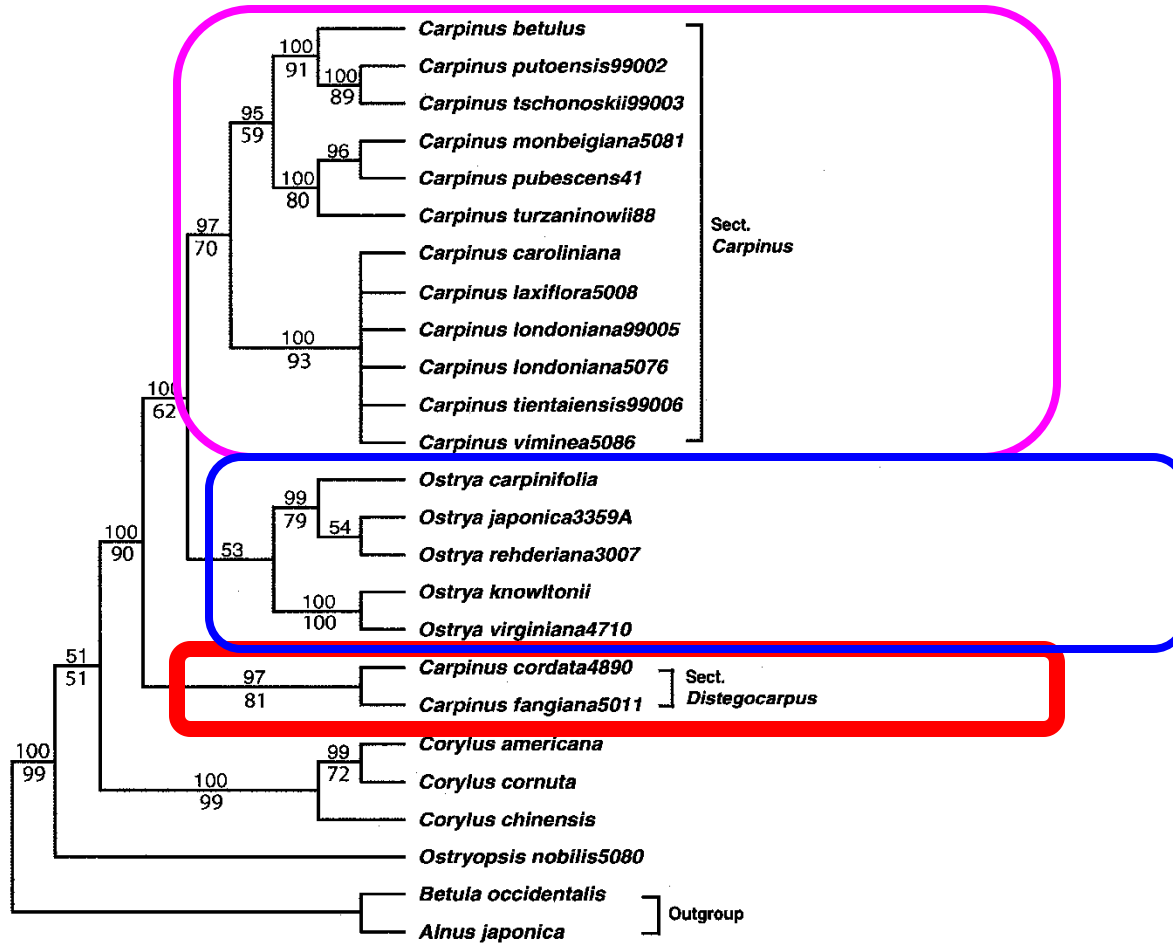 Carpinus betulus
100
91
Carpinus putoensis99002
100
89
Carpinus tschonoskii99003
95
59
Carpinus monbeigiana5081
96
Carpinus pubescens41
100
80
Carpinus turzaninowii88
97
70
Sect.
Carpinus
Carpinus caroliniana
Carpinus laxiflora5008
Carpinus londoniana99005
100
93
Carpinus londoniana5076
100
62
Carpinus tientaiensis99006
Carpinus viminea5086
Ostrya carpinifolia
99
79
Ostrya japonica3359A
54
100
90
53
Ostrya rehderiana3007
Ostrya knowltonii
100
100
Ostrya virginiana4710
51
51
Carpinus cordata4890
97
81
Sect.
Distegocarpus
Carpinus fangiana5011
Corylus americana
99
72
100
99
Corylus cornuta
100
99
Corylus chinensis
Ostryopsis nobilis5080
Betula occidentalis
Outgroup
Alnus japonica